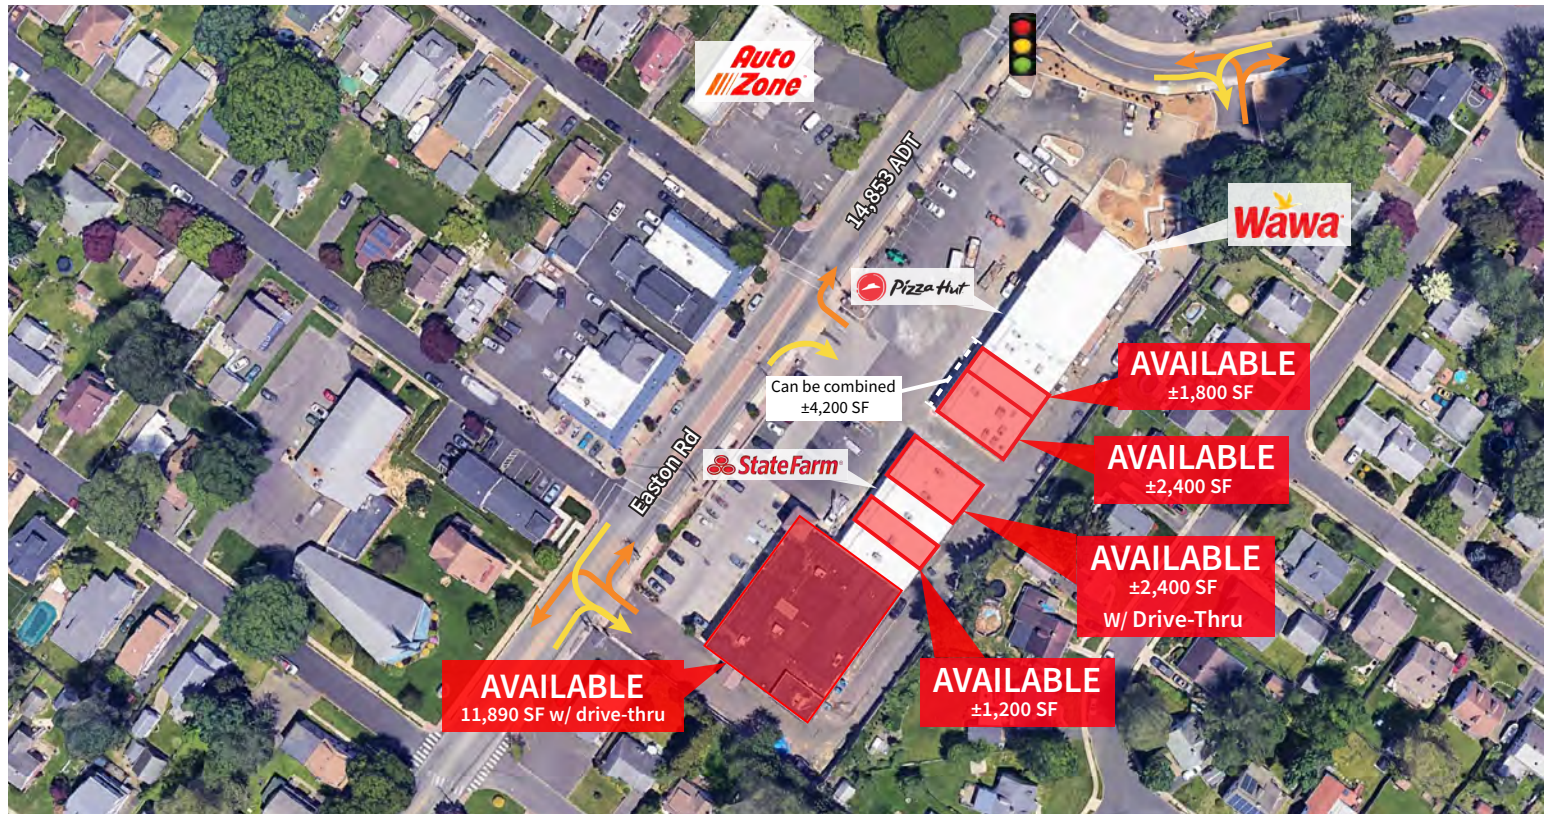 Auto
Zone
14,853 ADT
Wawa
Pizza Hut
AVAILABLE
±1,800 SF
Can be combined
±4,200 SF
AVAILABLE
±2,400 SF
State Farm
Easton Rd
AVAILABLE
±2,400 SF
W/ Drive-Thru
AVAILABLE
11,890 SF w/ drive-thru
AVAILABLE
±1,200 SF